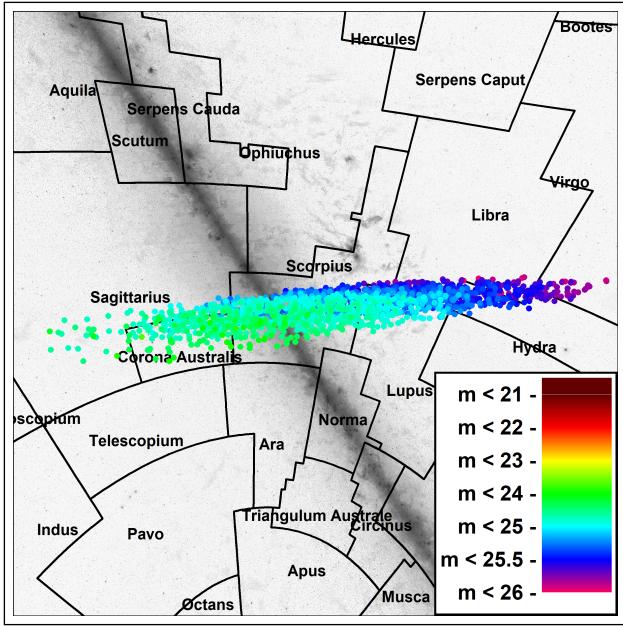 Bootes
Hercules
Serpens Caput
Aquila
Serpens Cauda
Scutum
Ophiuchus
Virgo
Libra
Scorpius
Sagittarius
Hydra
Corona Australis
Lupus
oscopium
Norma
Telescopium
Ara
Triangulum Australe
Circinus
Indus
Pavo
Apus
Musca
Octans
m < 21 -
m < 22 -
m < 23 -
m < 24 -
m < 25 -
m < 25.5 -
m < 26 -